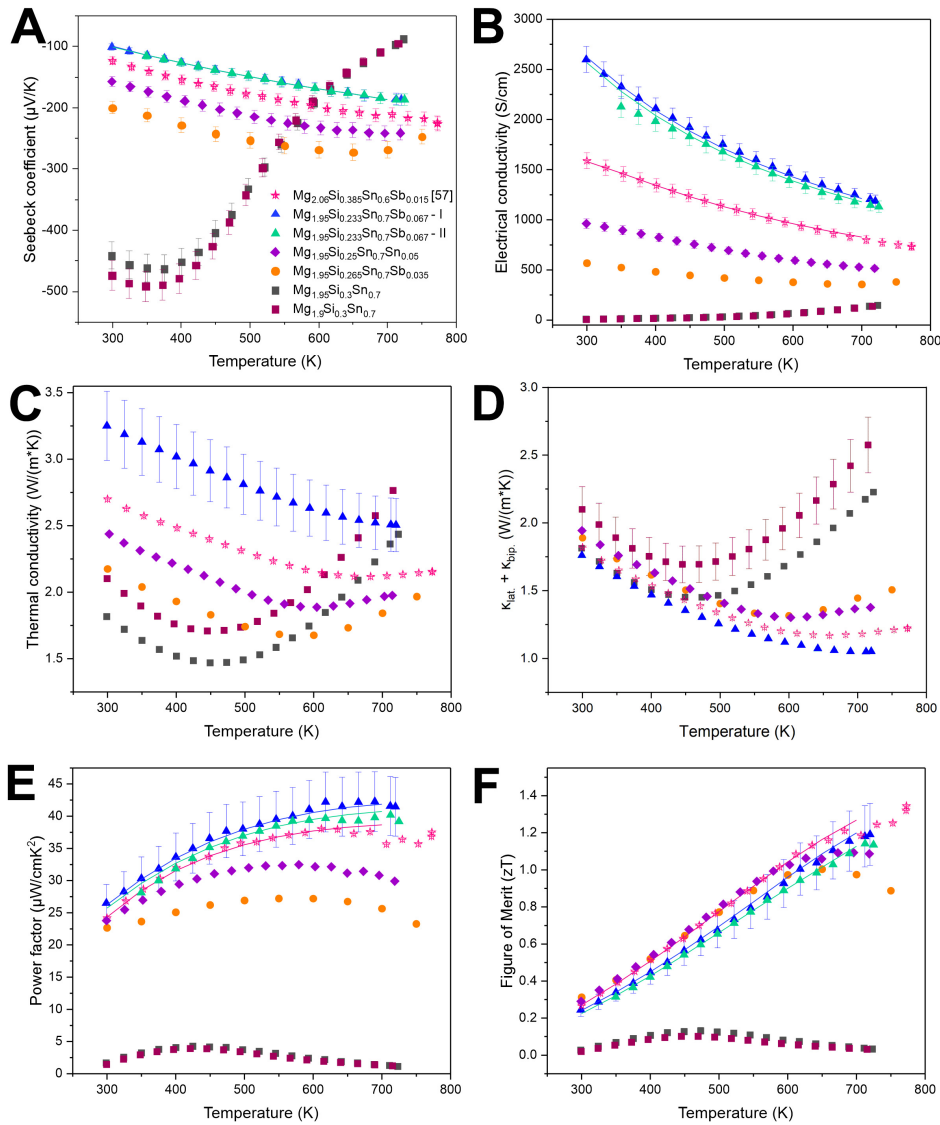 A
-100
-200
-300
-400
-500
Seebeck coefficient (µV/K)
Mg2.06Si0.385Sn0.6Sb0.015 [57]
Mg1.95Si0.233Sn0.7Sb0.067 - I
Mg1.95Si0.233Sn0.7Sb0.067 - II
Mg1.95Si0.25Sn0.7Sn0.05
Mg1.95Si0.265Sn0.7Sb0.035
Mg1.95Si0.3Sn0.7
Mg1.9Si0.3Sn0.7
300 400 500 600 700 800
Temperature (K)
B
3000
2500
2000
1500
1000
500
0
Electrical conductivity (S/cm)
300 400 500 600 700 800
Temperature (K)
C
3.5
3.0
2.5
2.0
1.5
Thermal conductivity (W/(m*K))
300 400 500 600 700 800
Temperature (K)
D
3.0
2.5
2.0
1.5
1.0
κlat. + κbip. (W/(m*K))
300 400 500 600 700 800
Temperature (K)
E
45
40
35
30
25
20
15
10
5
0
Power factor (µW/cmK2)
300 400 500 600 700 800
Temperature (K)
F
1.4
1.2
1.0
0.8
0.6
0.4
0.2
0.0
Figure of Merit (zT)
300 400 500 600 700 800
Temperature (K)